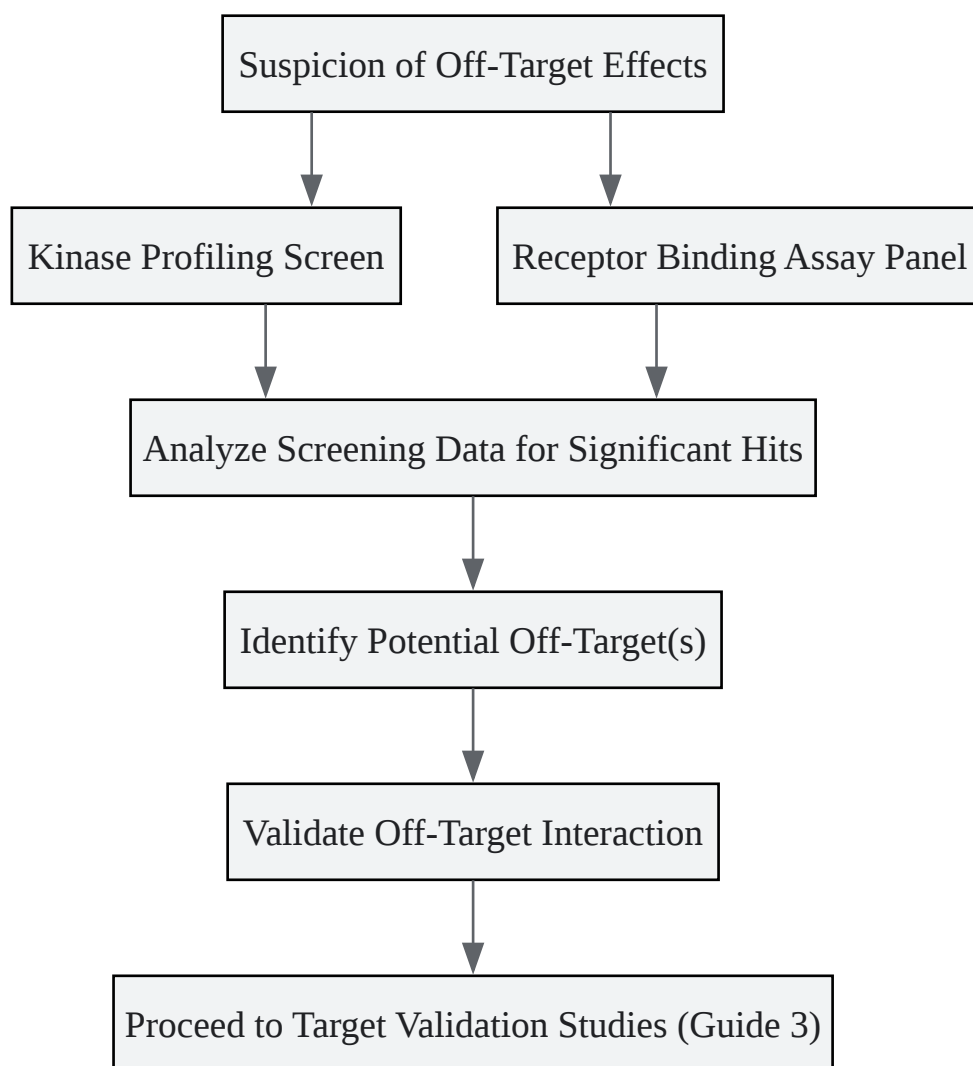 Suspicion of Off-Target Effects
Kinase Profiling Screen
Receptor Binding Assay Panel
Analyze Screening Data for Significant Hits
Identify Potential Off-Target(s)
Validate Off-Target Interaction
Proceed to Target Validation Studies (Guide 3)